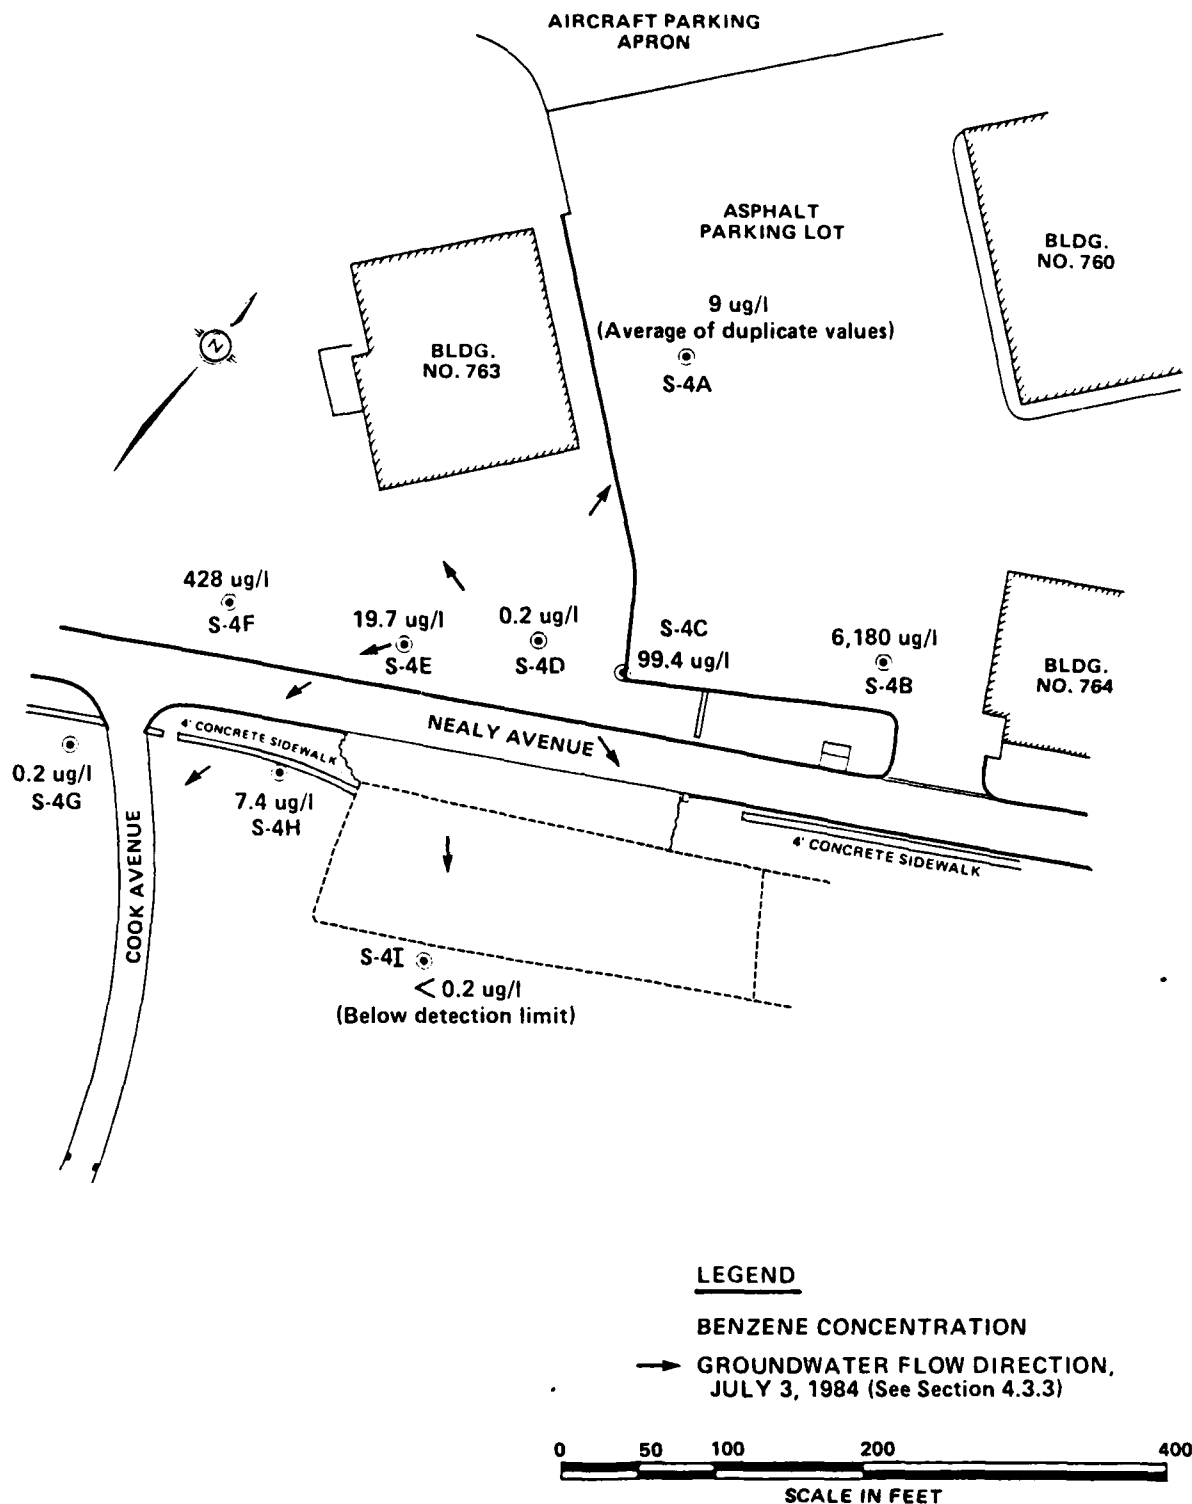 AIRCRAFT PARKING
APRON
ASPHALT
PARKING LOT
BLDG.
NO. 760
9 ug/l
(Average of duplicate values)
S-4A
BLDG.
NO. 763
N
428 ug/l
S-4F
19.7 ug/l
S-4E
0.2 ug/l
S-4D
S-4C
99.4 ug/l
6,180 ug/l
S-4B
BLDG.
NO. 764
NEALY AVENUE
4' CONCRETE SIDEWALK
0.2 ug/l
S-4G
7.4 ug/l
S-4H
4' CONCRETE SIDEWALK
COOK AVENUE
S-4I
< 0.2 ug/l
(Below detection limit)
LEGEND
BENZENE CONCENTRATION
GROUNDWATER FLOW DIRECTION,
JULY 3, 1984 (See Section 4.3.3)
0 50 100 200 400
SCALE IN FEET